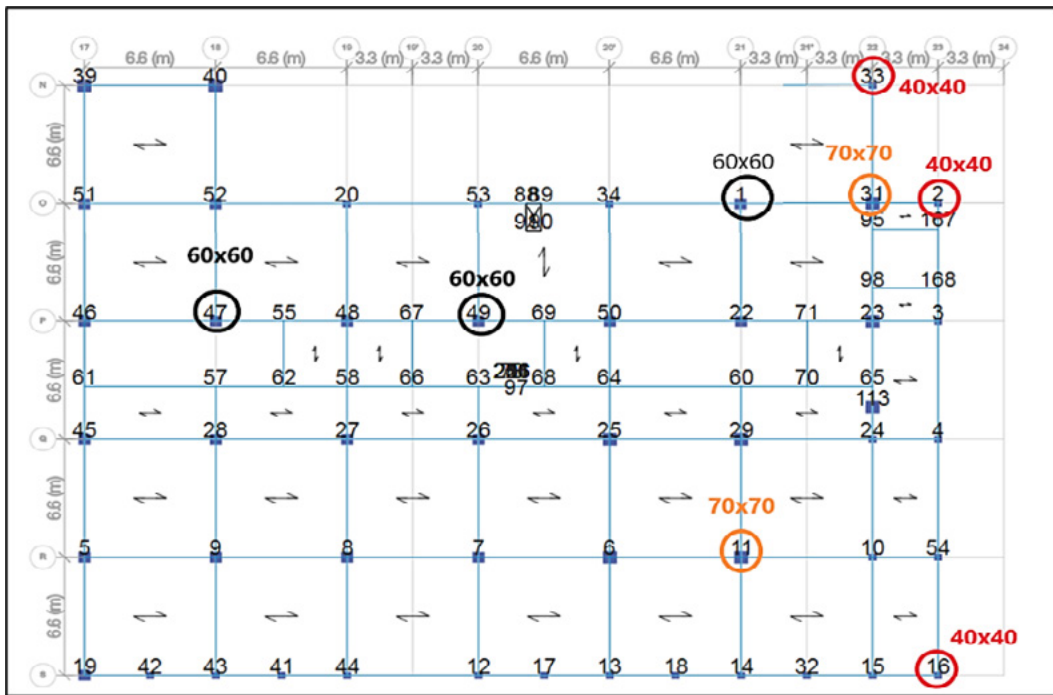 17 18 19 19' 20 20' 21 21' 22 23 34
6.6 (m) 6.6 (m) 3.3 (m) 3.3 (m) 6.6 (m) 6.6 (m) 3.3 (m) 3.3 (m) 3.3 (m) 3.3 (m)
N 39 40 33 40x40
6.6 (m)
60x60 70x70 40x40
O 51 52 20 53 34 1 31 2
95 167
6.6 (m)
60x60 60x60 98 168
P 46 47 55 48 67 49 69 50 22 71 23 3
6.6 (m)
61 57 62 58 66 63 68 64 60 70 65
97 113
Q 45 28 27 26 25 29 24 4
6.6 (m)
70x70
R 5 9 8 7 6 11 10 54
6.6 (m)
40x40
S 19 42 43 41 44 12 17 13 18 14 32 15 16